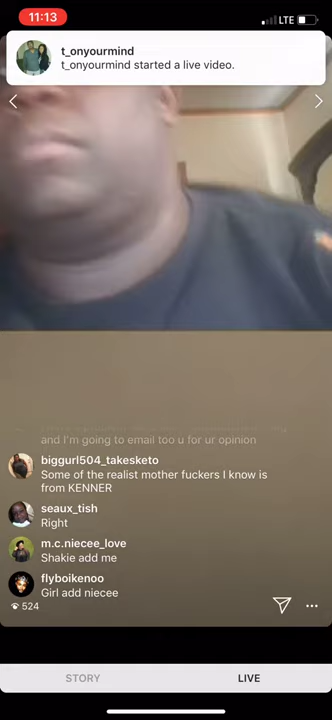 11:13
LTE
t_onyourmind
t_onyourmind started a live video.
and I'm going to email too u for ur opinion
biggurl504_takesketo
Some of the realist mother fuckers I know is
from KENNER
seaux_tish
Right
m.c.niecee_love
Shakie add me
flyboikenoo
Girl add niecee
524
STORY
LIVE